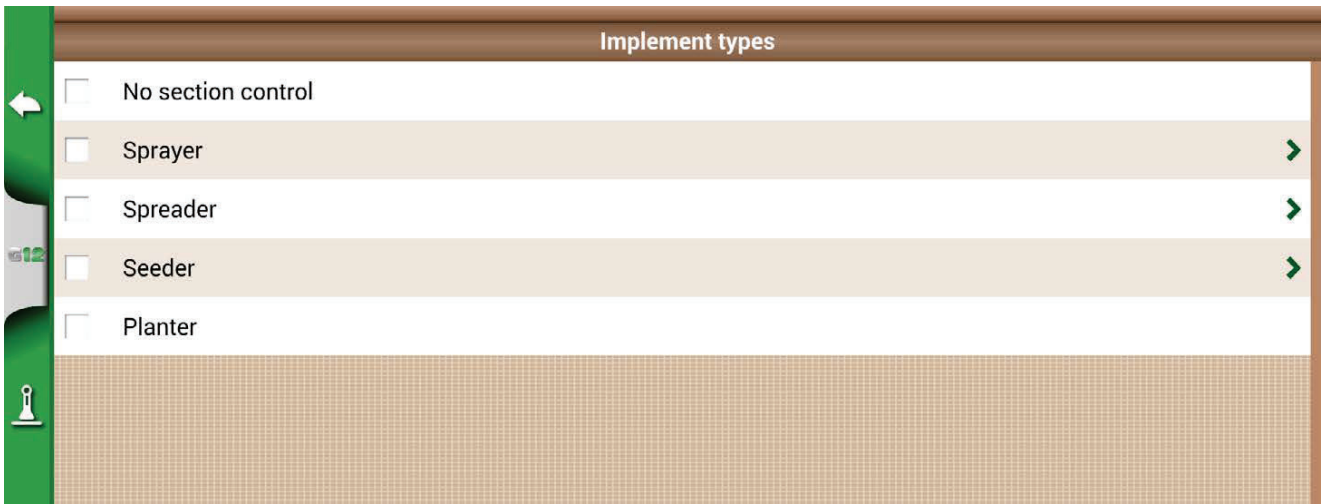 Implement types
No section control
Sprayer
Spreader
G12
Seeder
Planter